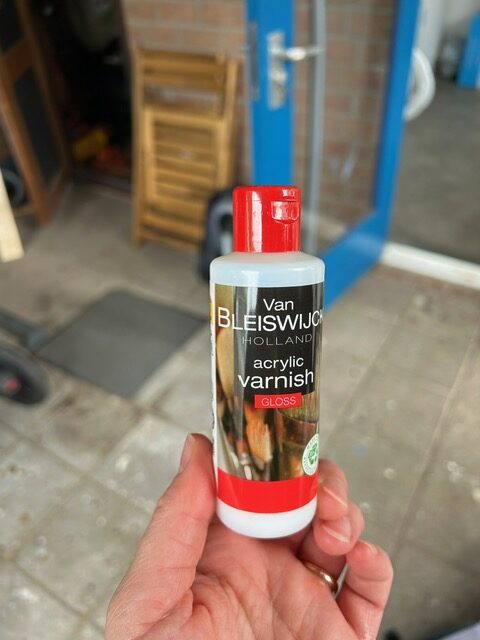 Van
BLEISWIJCK
HOLLAND
acrylic
varnish
GLOSS